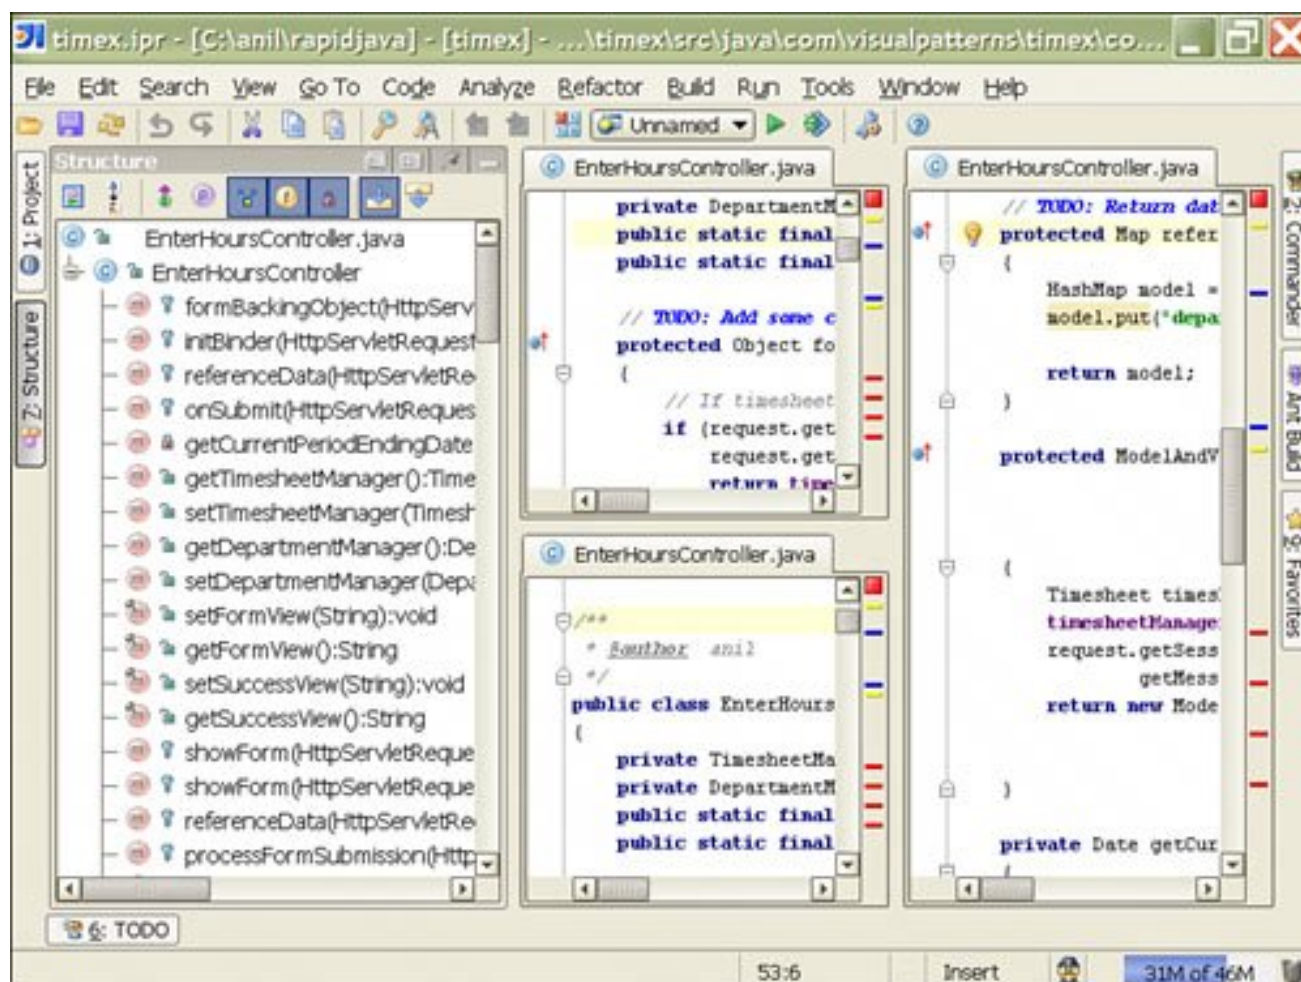 timex.ipr - [C:\anil\rapidjava] - [timex] - ...\timex\src\java\com\visualpatterns\timex\co...
File Edit Search View Go To Code Analyze Refactor Build Run Tools Window Help
Unnamed
1: Project
7: Structure
Structure
EnterHoursController.java
EnterHoursController
formBackingObject(HttpServ
initBinder(HttpServletRequest
referenceData(HttpServletRe
onSubmit(HttpServletReques
getCurrentPeriodEndingDate
getTimesheetManager():Time
setTimesheetManager(Timesh
getDepartmentManager():De
setDepartmentManager(Depa
setFormView(String):void
getFormView():String
setSuccessView(String):void
getSuccessView():String
showForm(HttpServletReque
showForm(HttpServletReque
referenceData(HttpServletRe
processFormSubmission(Http
EnterHoursController.java
private DepartmentM
public static final
public static final
// TODO: Add some c
protected Object fo
{
// If timesheet
if (request.get
request.get
return time
EnterHoursController.java
/**
* @author anil
*/
public class EnterHours
{
private TimesheetMa
private DepartmentM
public static final
public static final
EnterHoursController.java
// TODO: Return dat
protected Map refer
{
HashMap model =
model.put("depa
return model;
}
protected ModelAndV
{
Timesheet times
timesheetManage
request.getSess
getMess
return new Mode
}
private Date getCur
{
2: Commander
Ant Build
9: Favorites
6: TODO
53:6 Insert 31M of 46M